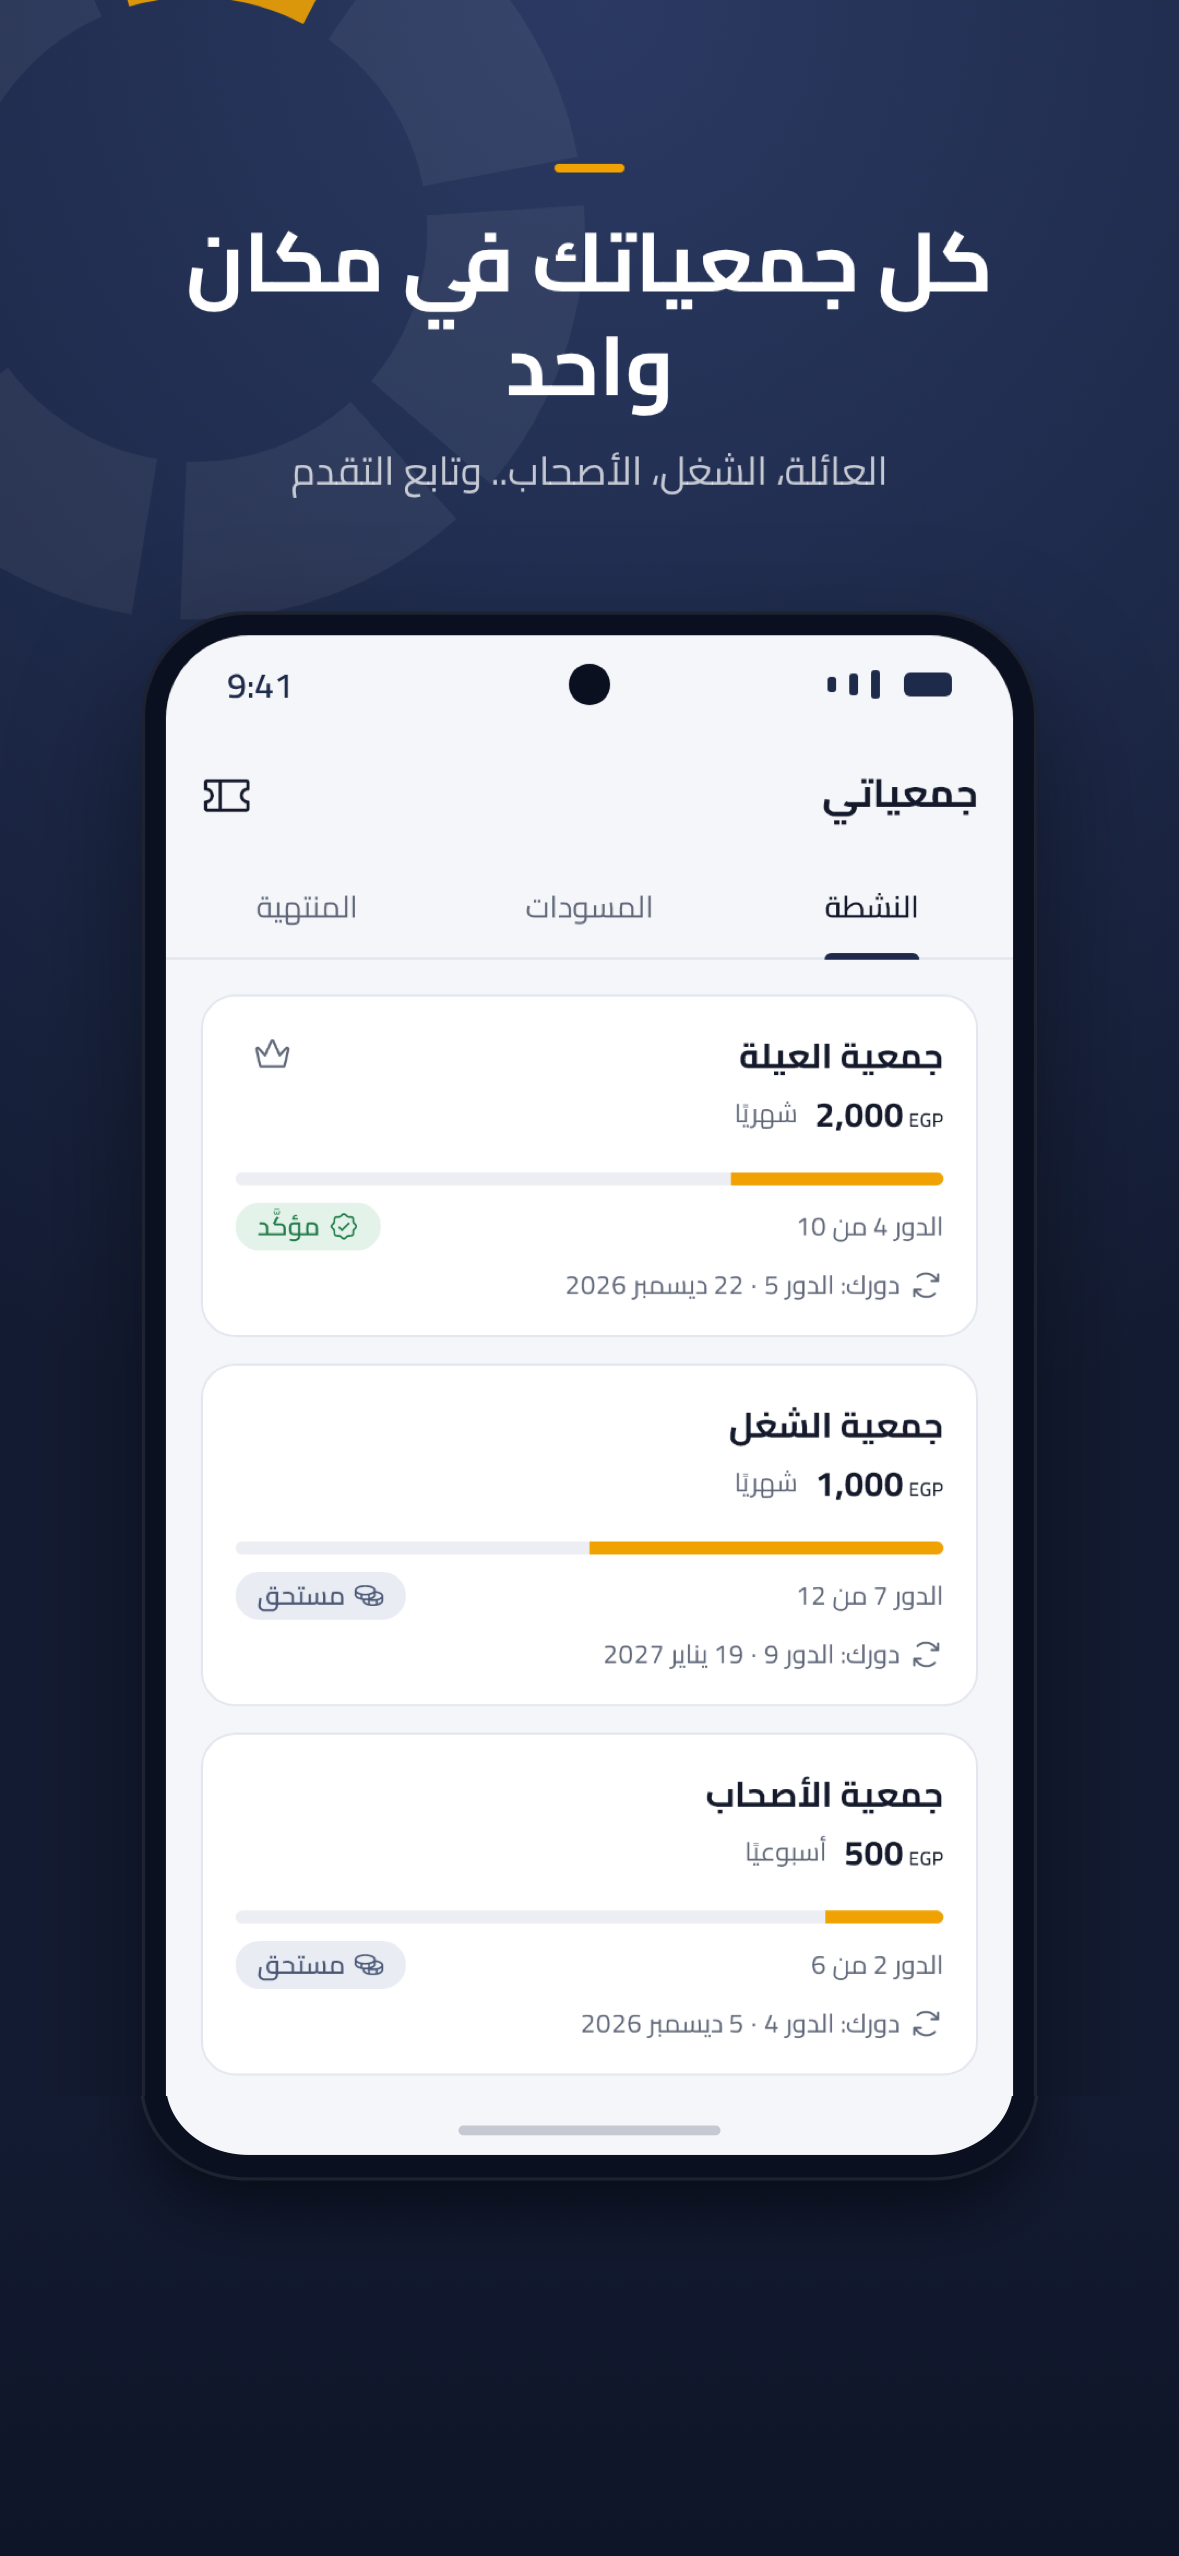 كل جمعياتك في مكان
واحد
العائلة، الشغل، الأصحاب.. وتابع التقدم
9:41
جمعياتي
النشطة
المسودات
المنتهية
جمعية العيلة
EGP 2,000 شهريًا
الدور 4 من 10
مؤكَّد
دورك: الدور 5 · 22 ديسمبر 2026
جمعية الشغل
EGP 1,000 شهريًا
الدور 7 من 12
مستحق
دورك: الدور 9 · 19 يناير 2027
جمعية الأصحاب
EGP 500 أسبوعيًا
الدور 2 من 6
مستحق
دورك: الدور 4 · 5 ديسمبر 2026